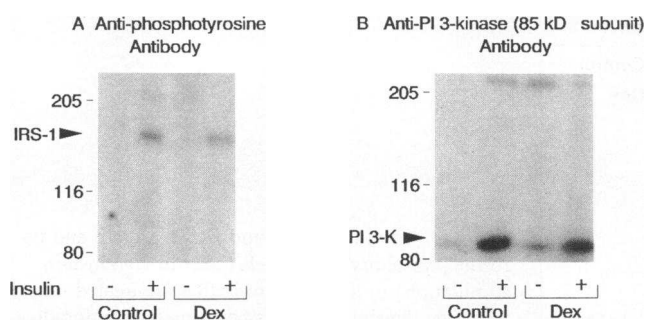 A Anti-phosphotyrosine
Antibody
205
IRS-1
116
80
Insulin - + - +
Control Dex
B Anti-PI 3-kinase (85 kD subunit)
Antibody
205
116
PI 3-K
80
- + - +
Control Dex